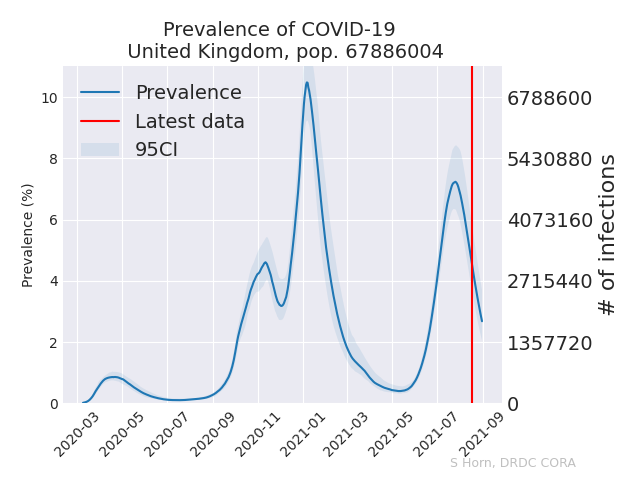 Prevalence of COVID-19
United Kingdom, pop. 67886004
Prevalence
Latest data
95CI
Prevalence (%)
10
8
6
4
2
0
6788600
5430880
4073160
2715440
1357720
0
# of infections
2020-03
2020-05
2020-07
2020-09
2020-11
2021-01
2021-03
2021-05
2021-07
2021-09
S Horn, DRDC CORA